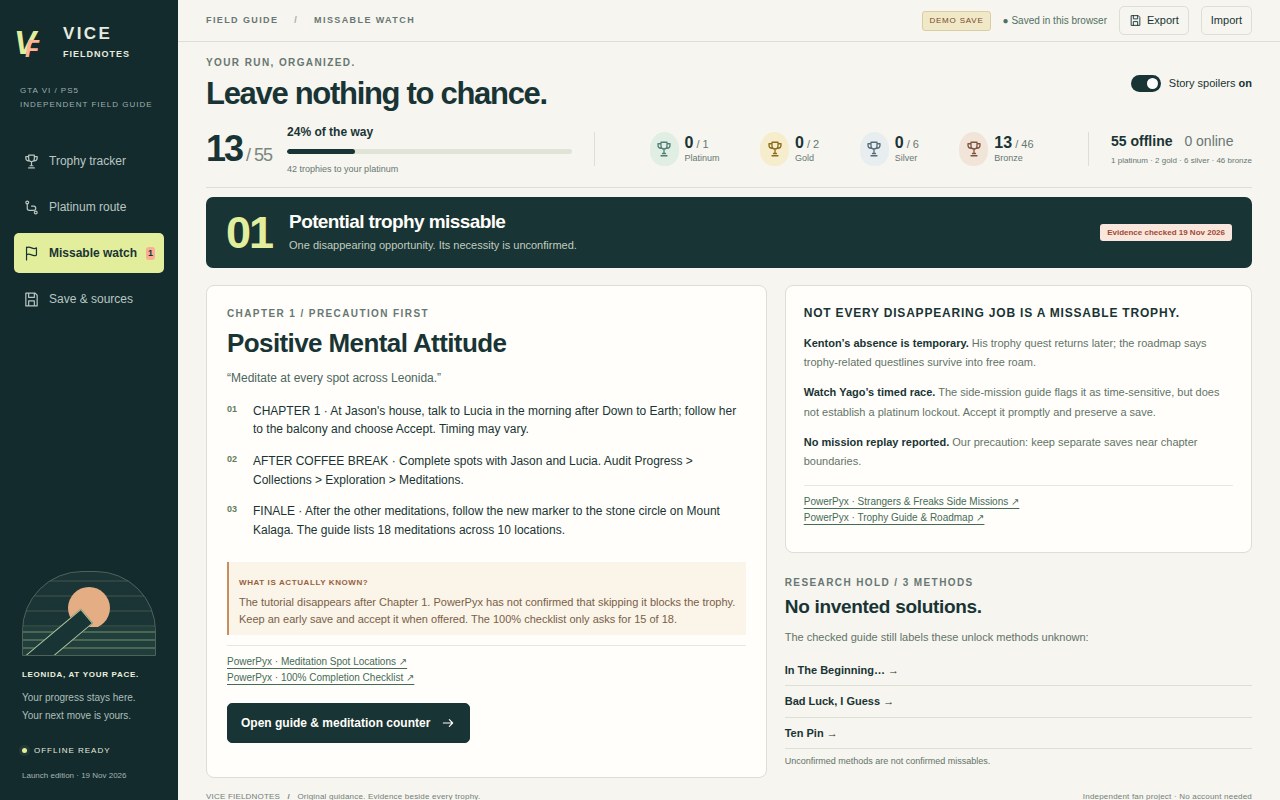 VF
VICE
FIELDNOTES
GTA VI / PS5
INDEPENDENT FIELD GUIDE
Trophy tracker
Platinum route
Missable watch 1
Save & sources
LEONIDA, AT YOUR PACE.
Your progress stays here.
Your next move is yours.
OFFLINE READY
Launch edition · 19 Nov 2026
FIELD GUIDE / MISSABLE WATCH
DEMO SAVE
● Saved in this browser
Export
Import
YOUR RUN, ORGANIZED.
Leave nothing to chance.
Story spoilers on
13 / 55
24% of the way
42 trophies to your platinum
0 / 1
Platinum
0 / 2
Gold
0 / 6
Silver
13 / 46
Bronze
55 offline 0 online
1 platinum · 2 gold · 6 silver · 46 bronze
01
Potential trophy missable
One disappearing opportunity. Its necessity is unconfirmed.
Evidence checked 19 Nov 2026
CHAPTER 1 / PRECAUTION FIRST
Positive Mental Attitude
“Meditate at every spot across Leonida.”
01 CHAPTER 1 · At Jason's house, talk to Lucia in the morning after Down to Earth; follow her
to the balcony and choose Accept. Timing may vary.
02 AFTER COFFEE BREAK · Complete spots with Jason and Lucia. Audit Progress >
Collections > Exploration > Meditations.
03 FINALE · After the other meditations, follow the new marker to the stone circle on Mount
Kalaga. The guide lists 18 meditations across 10 locations.
WHAT IS ACTUALLY KNOWN?
The tutorial disappears after Chapter 1. PowerPyx has not confirmed that skipping it blocks the trophy.
Keep an early save and accept it when offered. The 100% checklist only asks for 15 of 18.
PowerPyx · Meditation Spot Locations ↗
PowerPyx · 100% Completion Checklist ↗
Open guide & meditation counter →
NOT EVERY DISAPPEARING JOB IS A MISSABLE TROPHY.
Kenton's absence is temporary. His trophy quest returns later; the roadmap says
trophy-related questlines survive into free roam.
Watch Yago's timed race. The side-mission guide flags it as time-sensitive, but does
not establish a platinum lockout. Accept it promptly and preserve a save.
No mission replay reported. Our precaution: keep separate saves near chapter
boundaries.
PowerPyx · Strangers & Freaks Side Missions ↗
PowerPyx · Trophy Guide & Roadmap ↗
RESEARCH HOLD / 3 METHODS
No invented solutions.
The checked guide still labels these unlock methods unknown:
In The Beginning… →
Bad Luck, I Guess →
Ten Pin →
Unconfirmed methods are not confirmed missables.
VICE FIELDNOTES / Original guidance. Evidence beside every trophy.
Independent fan project · No account needed